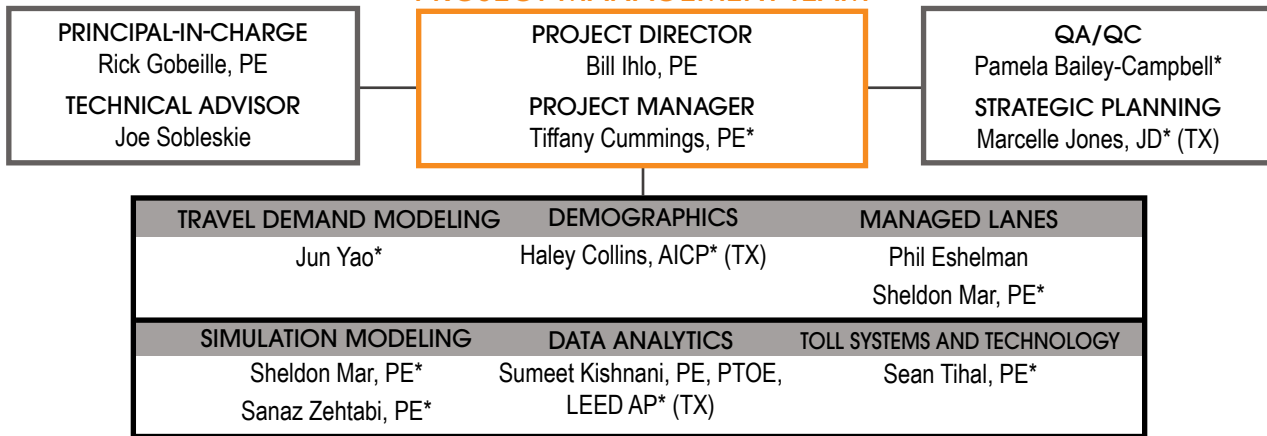 PROJECT MANAGEMENT TEAM
PRINCIPAL-IN-CHARGE
Rick Gobeille, PE
TECHNICAL ADVISOR
Joe Sobleskie
PROJECT DIRECTOR
Bill Ihlo, PE
PROJECT MANAGER
Tiffany Cummings, PE*
QA/QC
Pamela Bailey-Campbell*
STRATEGIC PLANNING
Marcelle Jones, JD* (TX)
TRAVEL DEMAND MODELING
Jun Yao*
DEMOGRAPHICS
Haley Collins, AICP* (TX)
MANAGED LANES
Phil Eshelman
Sheldon Mar, PE*
SIMULATION MODELING
Sheldon Mar, PE*
Sanaz Zehtabi, PE*
DATA ANALYTICS
Sumeet Kishnani, PE, PTOE,
LEED AP* (TX)
TOLL SYSTEMS AND TECHNOLOGY
Sean Tihal, PE*